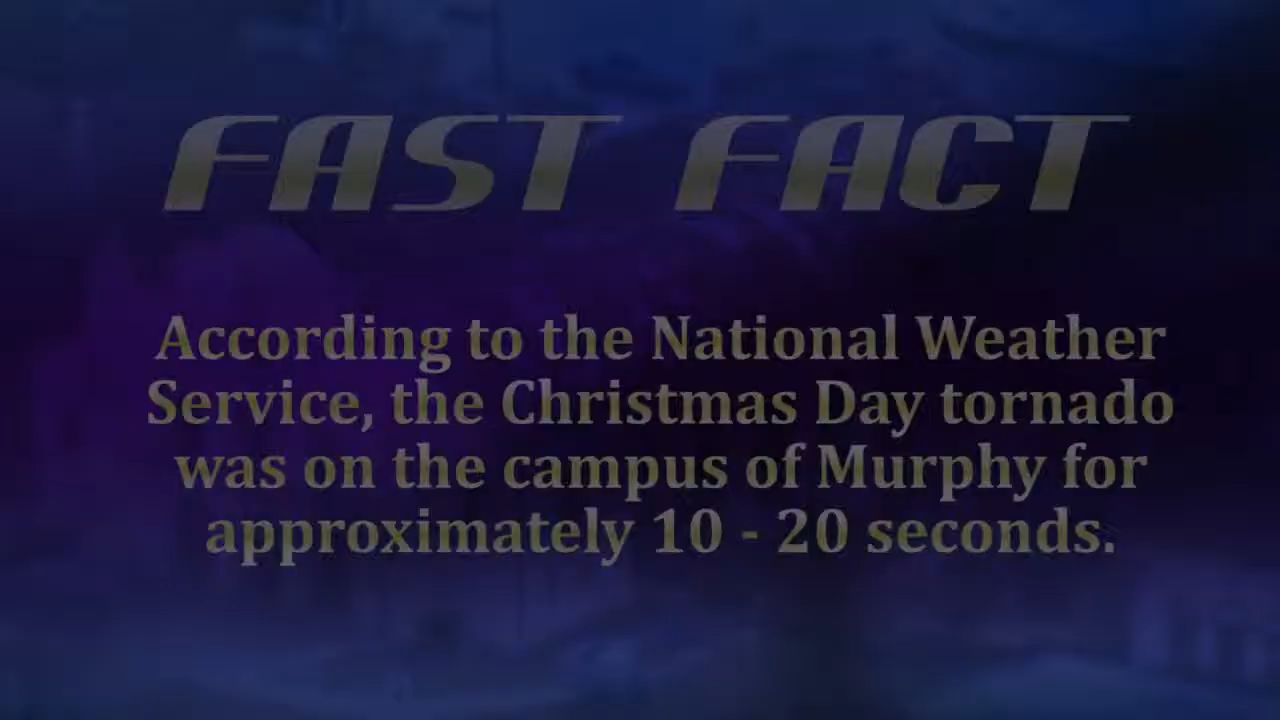 FAST FACT
According to the National Weather
Service, the Christmas Day tornado
was on the campus of Murphy for
approximately 10 - 20 seconds.